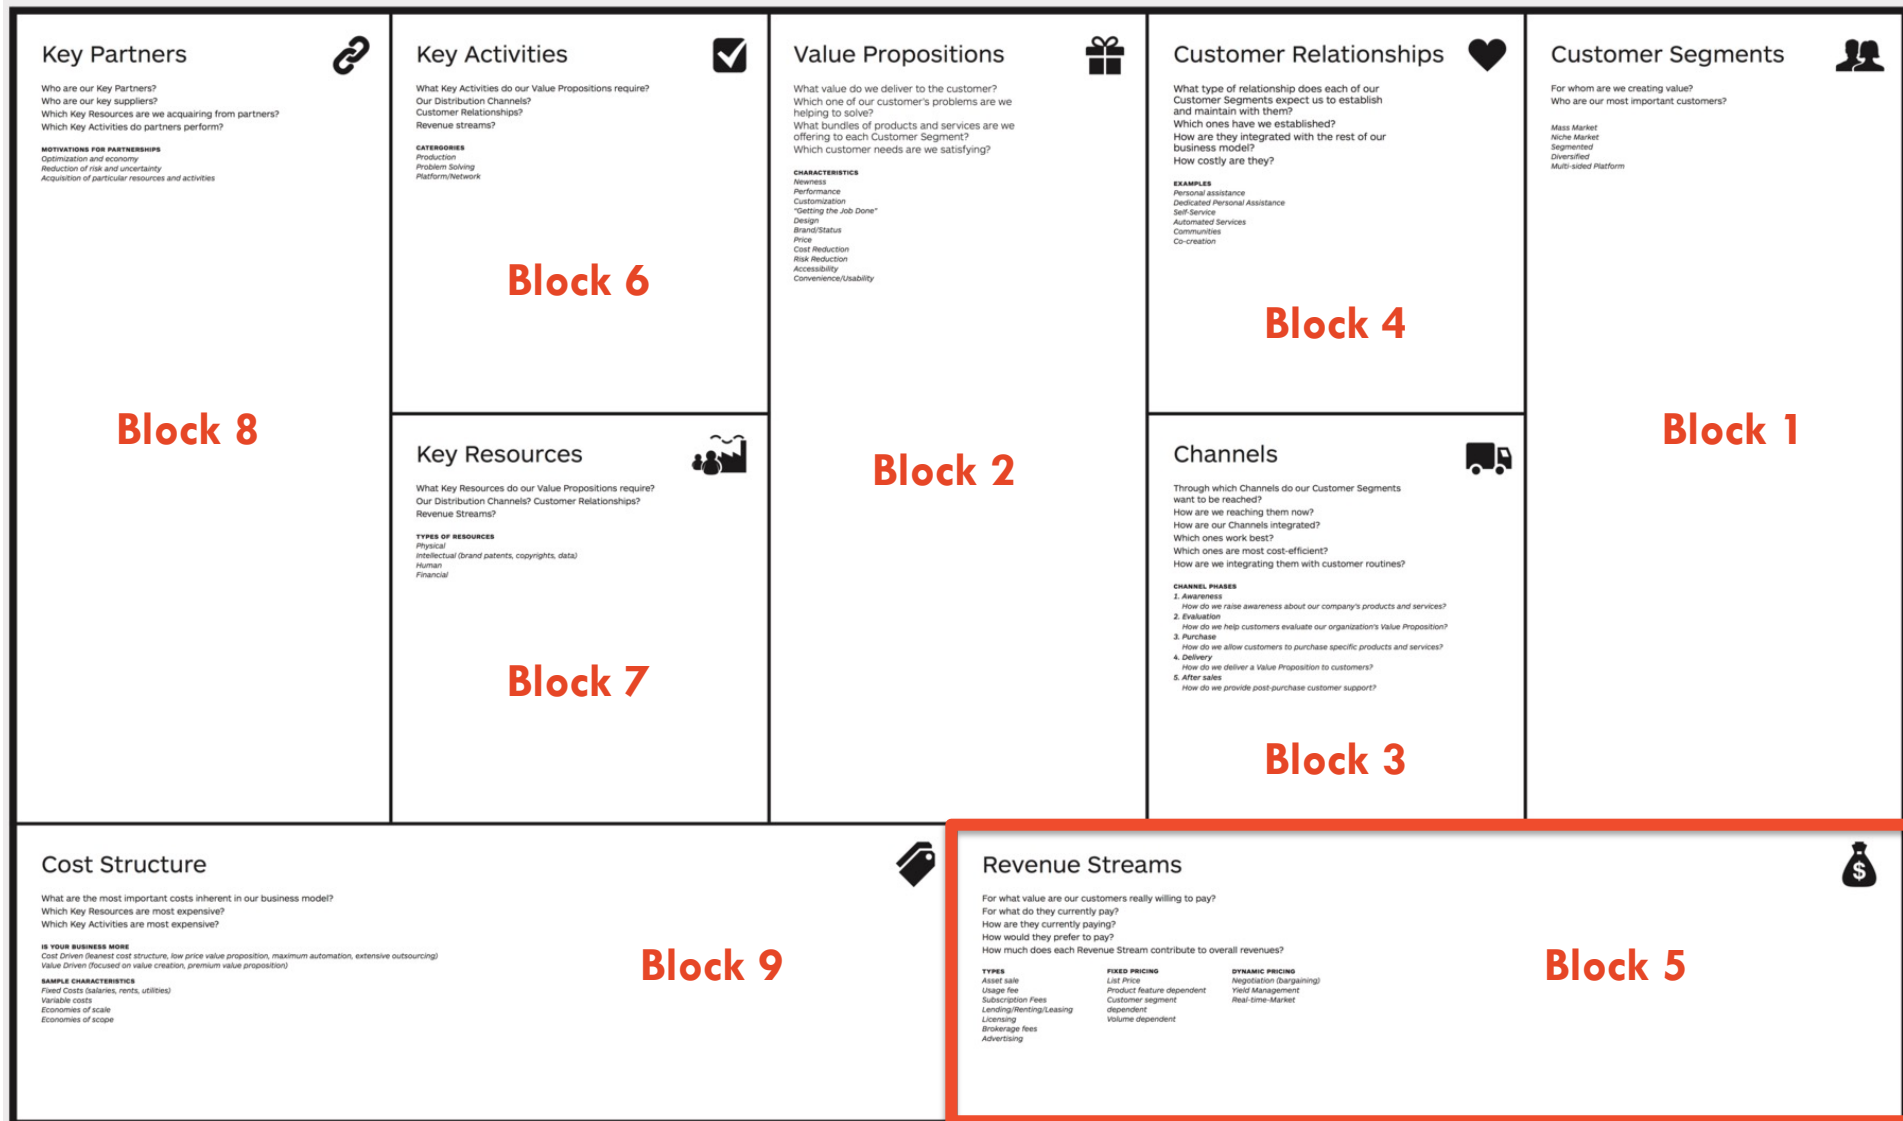 Key Partners
Who are our Key Partners?
Who are our key suppliers?
Which Key Resources are we acquairing from partners?
Which Key Activities do partners perform?
MOTIVATIONS FOR PARTNERSHIPS
Optimization and economy
Reduction of risk and uncertainty
Acquisition of particular resources and activities
Block 8
Key Activities
What Key Activities do our Value Propositions require?
Our Distribution Channels?
Customer Relationships?
Revenue streams?
CATERGORIES
Production
Problem Solving
Platform/Network
Block 6
Key Resources
What Key Resources do our Value Propositions require?
Our Distribution Channels? Customer Relationships?
Revenue Streams?
TYPES OF RESOURCES
Physical
Intellectual (brand patents, copyrights, data)
Human
Financial
Block 7
Value Propositions
What value do we deliver to the customer?
Which one of our customer's problems are we
helping to solve?
What bundles of products and services are we
offering to each Customer Segment?
Which customer needs are we satisfying?
CHARACTERISTICS
Newness
Performance
Customization
"Getting the Job Done"
Design
Brand/Status
Price
Cost Reduction
Risk Reduction
Accessibility
Convenience/Usability
Block 2
Customer Relationships
What type of relationship does each of our
Customer Segments expect us to establish
and maintain with them?
Which ones have we established?
How are they integrated with the rest of our
business model?
How costly are they?
EXAMPLES
Personal assistance
Dedicated Personal Assistance
Self-Service
Automated Services
Communities
Co-creation
Block 4
Channels
Through which Channels do our Customer Segments
want to be reached?
How are we reaching them now?
How are our Channels integrated?
Which ones work best?
Which ones are most cost-efficient?
How are we integrating them with customer routines?
CHANNEL PHASES
1. Awareness
How do we raise awareness about our company's products and services?
2. Evaluation
How do we help customers evaluate our organization's Value Proposition?
3. Purchase
How do we allow customers to purchase specific products and services?
4. Delivery
How do we deliver a Value Proposition to customers?
5. After sales
How do we provide post-purchase customer support?
Block 3
Customer Segments
For whom are we creating value?
Who are our most important customers?
Mass Market
Niche Market
Segmented
Diversified
Multi-sided Platform
Block 1
Cost Structure
What are the most important costs inherent in our business model?
Which Key Resources are most expensive?
Which Key Activities are most expensive?
IS YOUR BUSINESS MORE
Cost Driven (leanest cost structure, low price value proposition, maximum automation, extensive outsourcing)
Value Driven (focused on value creation, premium value proposition)
SAMPLE CHARACTERISTICS
Fixed Costs (salaries, rents, utilities)
Variable costs
Economies of scale
Economies of scope
Block 9
Revenue Streams
$
For what value are our customers really willing to pay?
For what do they currently pay?
How are they currently paying?
How would they prefer to pay?
How much does each Revenue Stream contribute to overall revenues?
TYPES
Asset sale
Usage fee
Subscription Fees
Lending/Renting/Leasing
Licensing
Brokerage fees
Advertising
FIXED PRICING
List Price
Product feature dependent
Customer segment
dependent
Volume dependent
DYNAMIC PRICING
Negotiation (bargaining)
Yield Management
Real-time-Market
Block 5